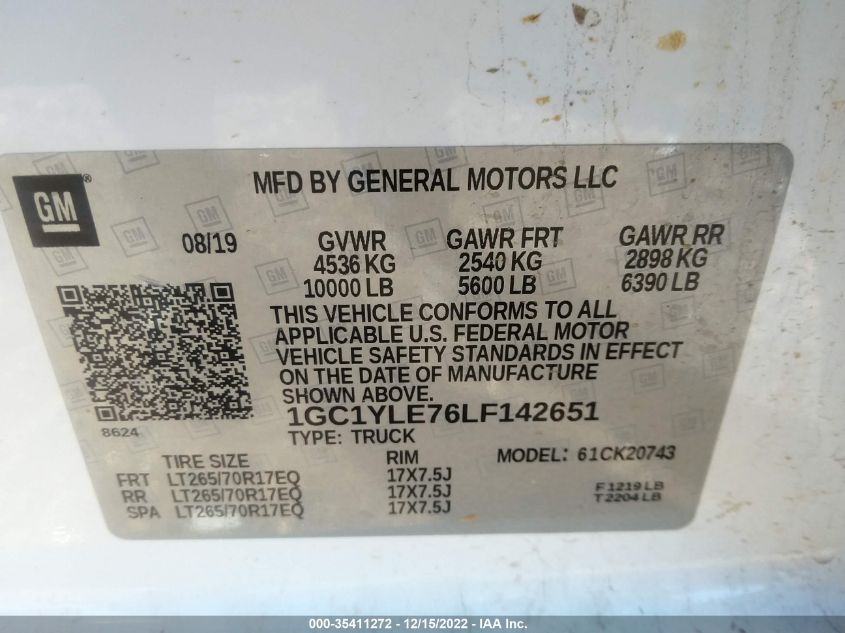 GM®
MFD BY GENERAL MOTORS LLC
08/19 GVWR GAWR FRT GAWR RR
4536 KG 2540 KG 2898 KG
10000 LB 5600 LB 6390 LB
THIS VEHICLE CONFORMS TO ALL
APPLICABLE U.S. FEDERAL MOTOR
VEHICLE SAFETY STANDARDS IN EFFECT
ON THE DATE OF MANUFACTURE
SHOWN ABOVE.
8624 1GC1YLE76LF142651
TYPE: TRUCK MODEL: 61CK20743
TIRE SIZE RIM
FRT LT265/70R17EQ 17X7.5J
RR LT265/70R17EQ 17X7.5J F1219LB
SPA LT265/70R17EQ 17X7.5J T2204LB
000-35411272 - 12/15/2022 - IAA Inc.